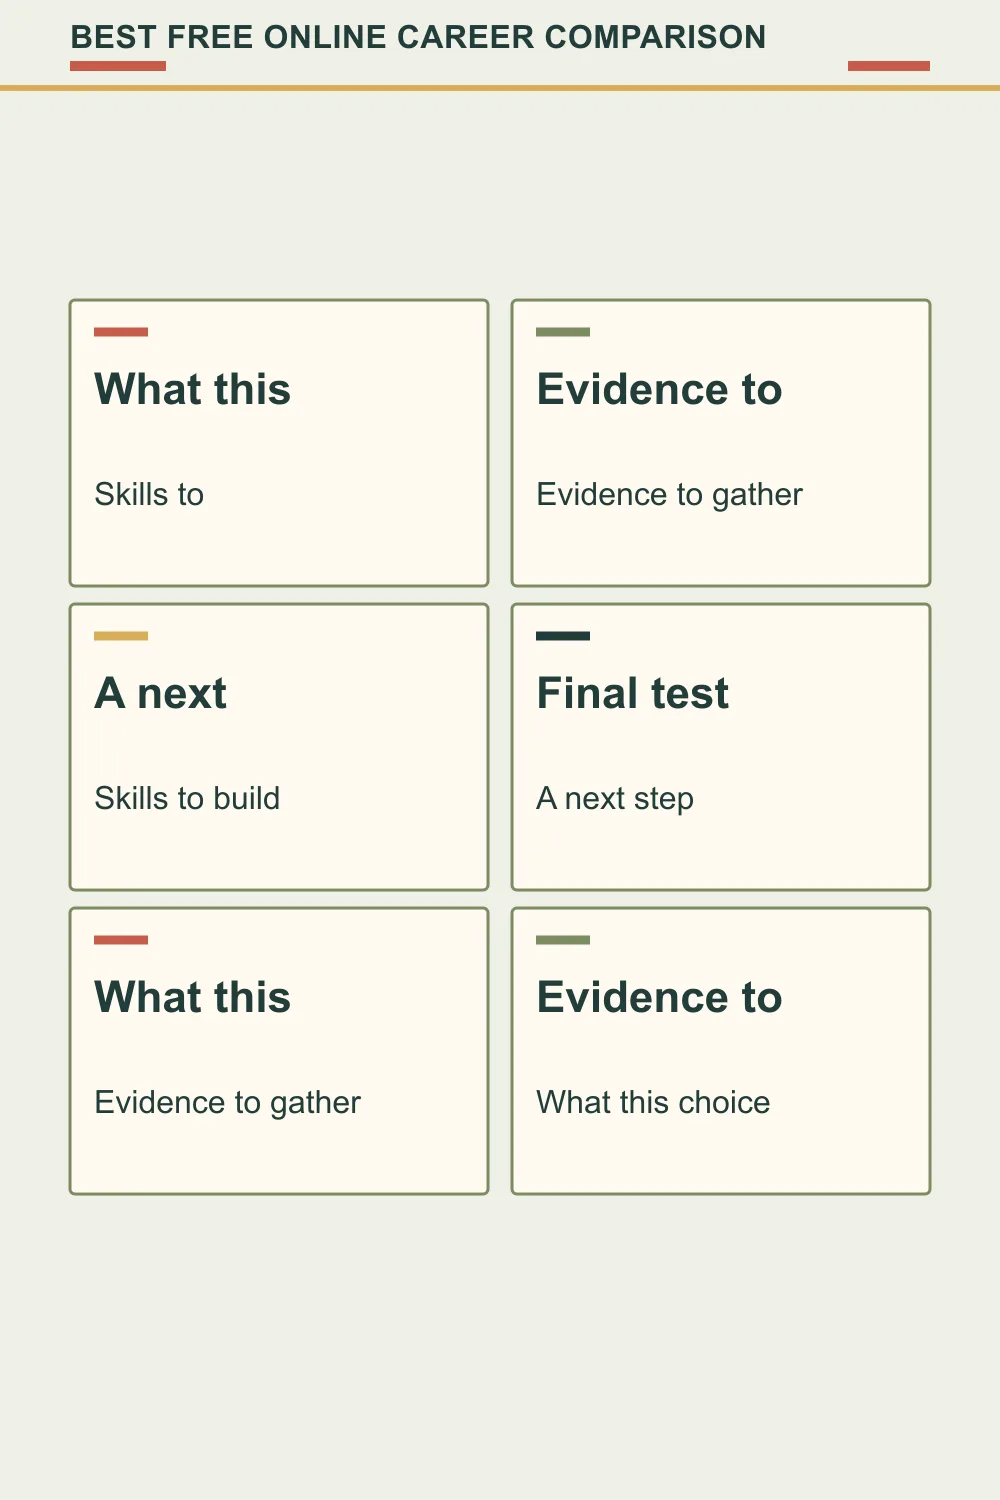 BEST FREE ONLINE CAREER COMPARISON
What this
Skills to
Evidence to
Evidence to gather
A next
Skills to build
Final test
A next step
What this
Evidence to gather
Evidence to
What this choice